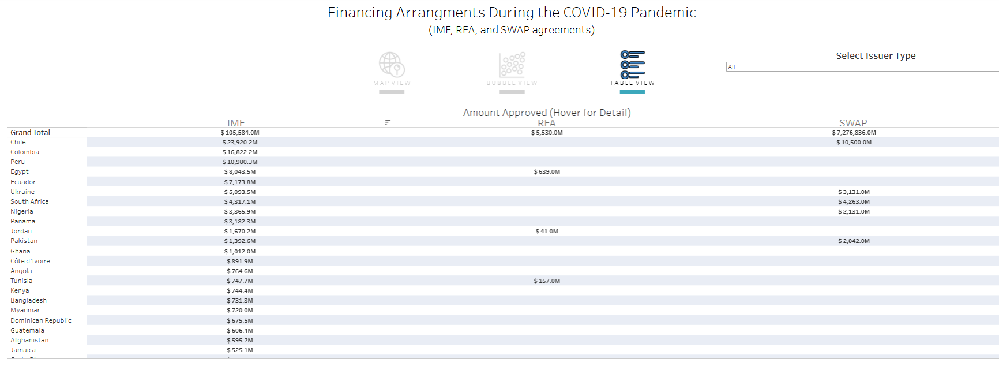 Financing Arrangments During the COVID-19 Pandemic
(IMF, RFA, and SWAP agreements)
MAP VIEW BUBBLE VIEW TABLE VIEW
Select Issuer Type
All
Amount Approved (Hover for Detail)
IMF RFA SWAP
Grand Total $ 105,584.0M $ 5,530.0M $ 7,276,836.0M
Chile $ 23,920.2M $ 10,500.0M
Colombia $ 16,822.2M
Peru $ 10,980.3M
Egypt $ 8,043.5M $ 639.0M
Ecuador $ 7,173.8M
Ukraine $ 5,093.5M $ 3,131.0M
South Africa $ 4,317.1M $ 4,263.0M
Nigeria $ 3,365.9M $ 2,131.0M
Panama $ 3,182.3M
Jordan $ 1,670.2M $ 41.0M
Pakistan $ 1,392.6M $ 2,842.0M
Ghana $ 1,012.0M
Côte d'Ivoire $ 891.9M
Angola $ 764.6M
Tunisia $ 747.7M $ 157.0M
Kenya $ 744.4M
Bangladesh $ 731.3M
Myanmar $ 720.0M
Dominican Republic $ 675.5M
Guatemala $ 606.4M
Afghanistan $ 595.2M
Jamaica $ 525.1M